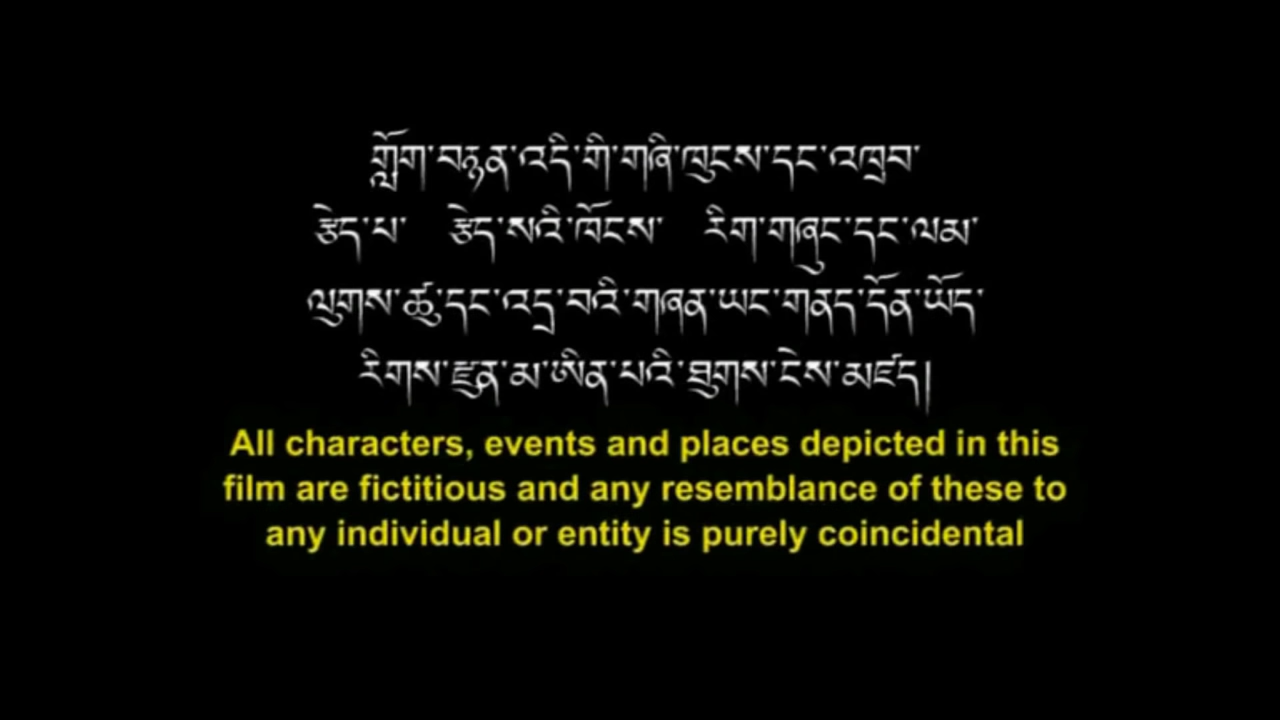 གློག་བརྙན་འདི་གི་གཞི་ཁུངས་དང་འཁྲབ་
རྩེད་པ་ རྩེད་སའི་ཁོངས་ རིག་གཞུང་དང་ལམ་
ལུགས་ཚུ་དང་འདྲ་བའི་གཞན་ཡང་གནད་དོན་ཡོད་
རིགས་རྫུན་མ་ཨིན་པའི་ཐུགས་ངེས་མཛད།
All characters, events and places depicted in this
film are fictitious and any resemblance of these to
any individual or entity is purely coincidental